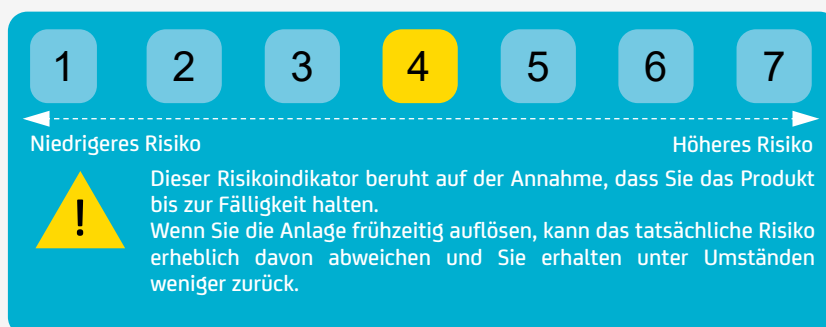 1 2 3 4 5 6 7
Niedrigeres Risiko Höheres Risiko
! Dieser Risikoindikator beruht auf der Annahme, dass Sie das Produkt
bis zur Fälligkeit halten.
Wenn Sie die Anlage frühzeitig auflösen, kann das tatsächliche Risiko
erheblich davon abweichen und Sie erhalten unter Umständen
weniger zurück.